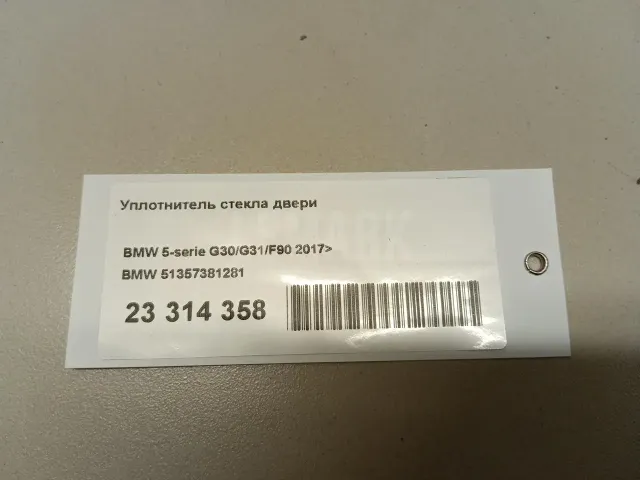 Уплотнитель стекла двери
BMW 5-serie G30/G31/F90 2017>
BMW 51357381281
23 314 358